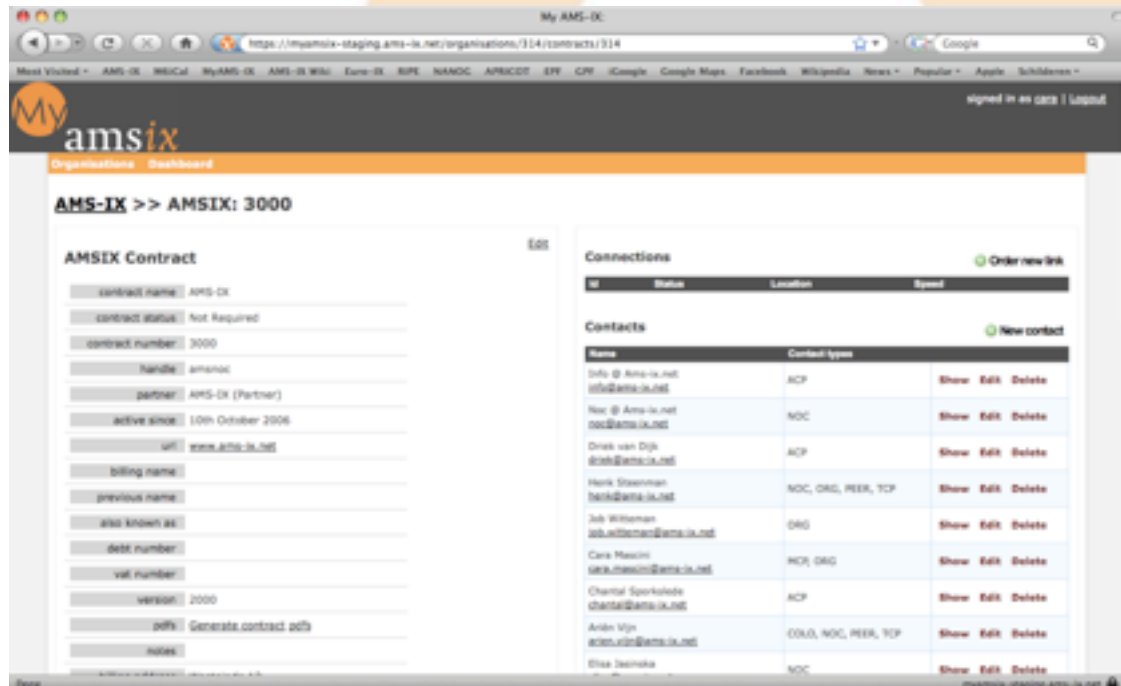 My AMS-IX:
https://myamsix-staging.ams-ix.net/organisations/314/contracts/314
Google
Most Visited AMS-IX MRCal MyAMS-IX AMS-IX Wiki Euro-IX RIPE NANOG APRICOT EPF GPF iGoogle Google Maps Facebook Wikipedia News Popular Apple Schilderen
signed in as cara | Logout
My
amsix
Organisations Dashboard
AMS-IX >> AMSIX: 3000
Edit
AMSIX Contract
contract name AMS-IX
contract status Not Required
contract number 3000
handle amsnoc
partner AMS-IX (Partner)
active since 10th October 2006
url www.ams-ix.net
billing name
previous name
also known as
debt number
vat number
version 2000
pdfs Generate contract pdfs
notes
Connections
Order new link
Id Status Location Speed
Contacts
New contact
Name Contact types
Info @ Ams-ix.net
info@ams-ix.net
ACP Show Edit Delete
Noc @ Ams-ix.net
noc@ams-ix.net
NOC Show Edit Delete
Driek van Dijk
driek@ams-ix.net
ACP Show Edit Delete
Henk Steenman
henk@ams-ix.net
NOC, ORG, PEER, TCP Show Edit Delete
Job Witteman
job.witteman@ams-ix.net
ORG Show Edit Delete
Cara Mascini
cara.mascini@ams-ix.net
MCP, ORG Show Edit Delete
Chantal Sporkslede
chantal@ams-ix.net
ACP Show Edit Delete
Ariën Vijn
arien.vijn@ams-ix.net
COLO, NOC, PEER, TCP Show Edit Delete
Elisa Jasinska
NOC Show Edit Delete
Done
myamsix-staging.ams-ix.net